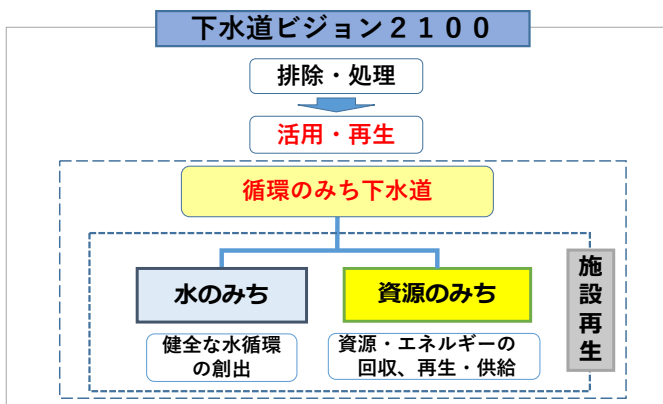 下水道ビジョン２１００
排除・処理
活用・再生
循環のみち下水道
水のみち
資源のみち
施設再生
健全な水循環
の創出
資源・エネルギーの
回収、再生・供給